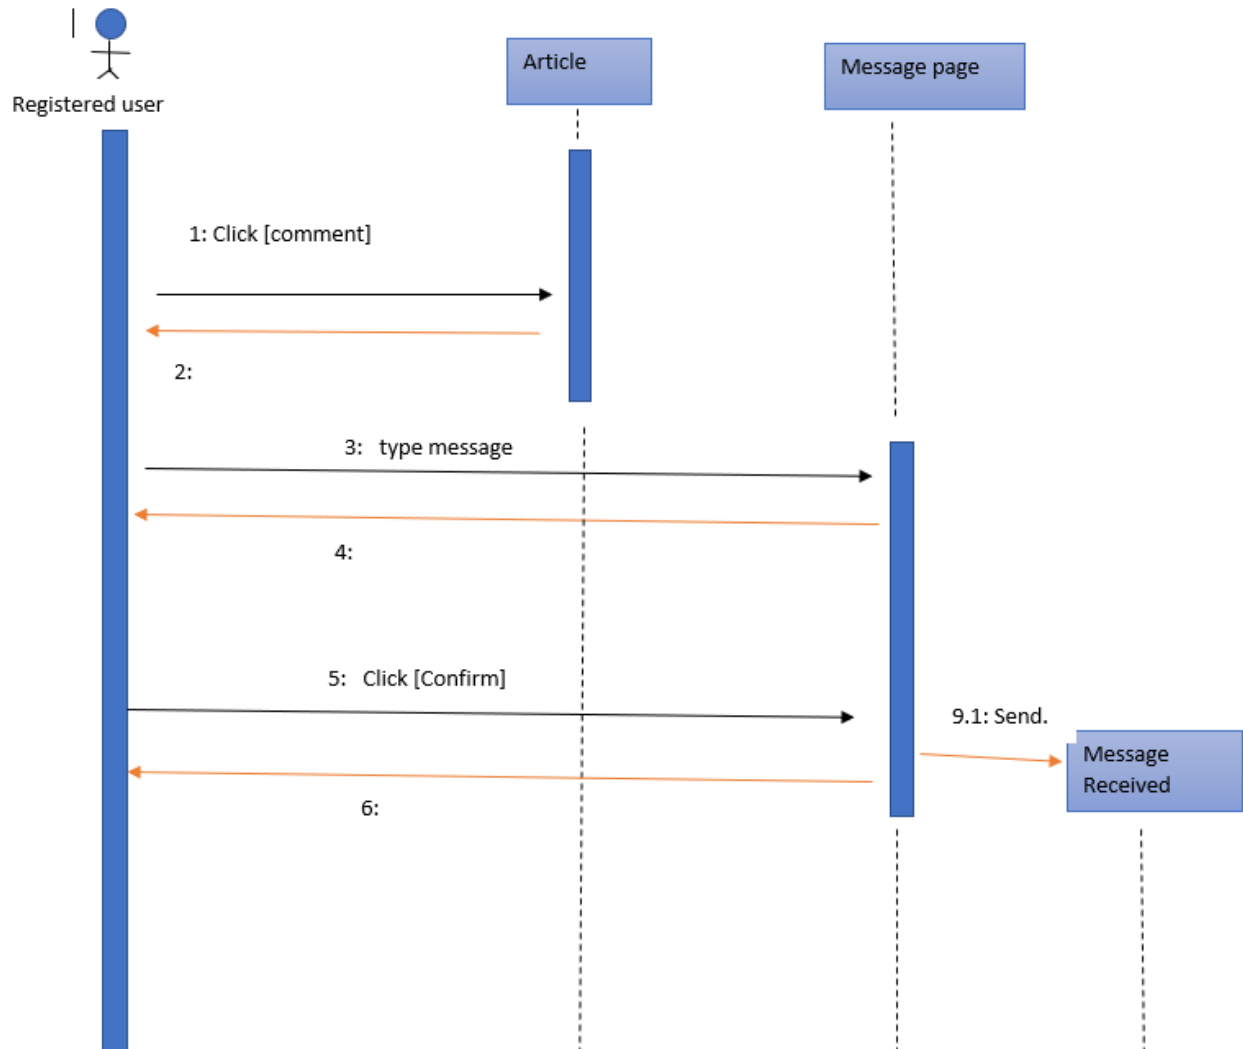 Registered user
Article
Message page
1: Click [comment]
2:
3: type message
4:
5: Click [Confirm]
9.1: Send.
Message
Received
6: